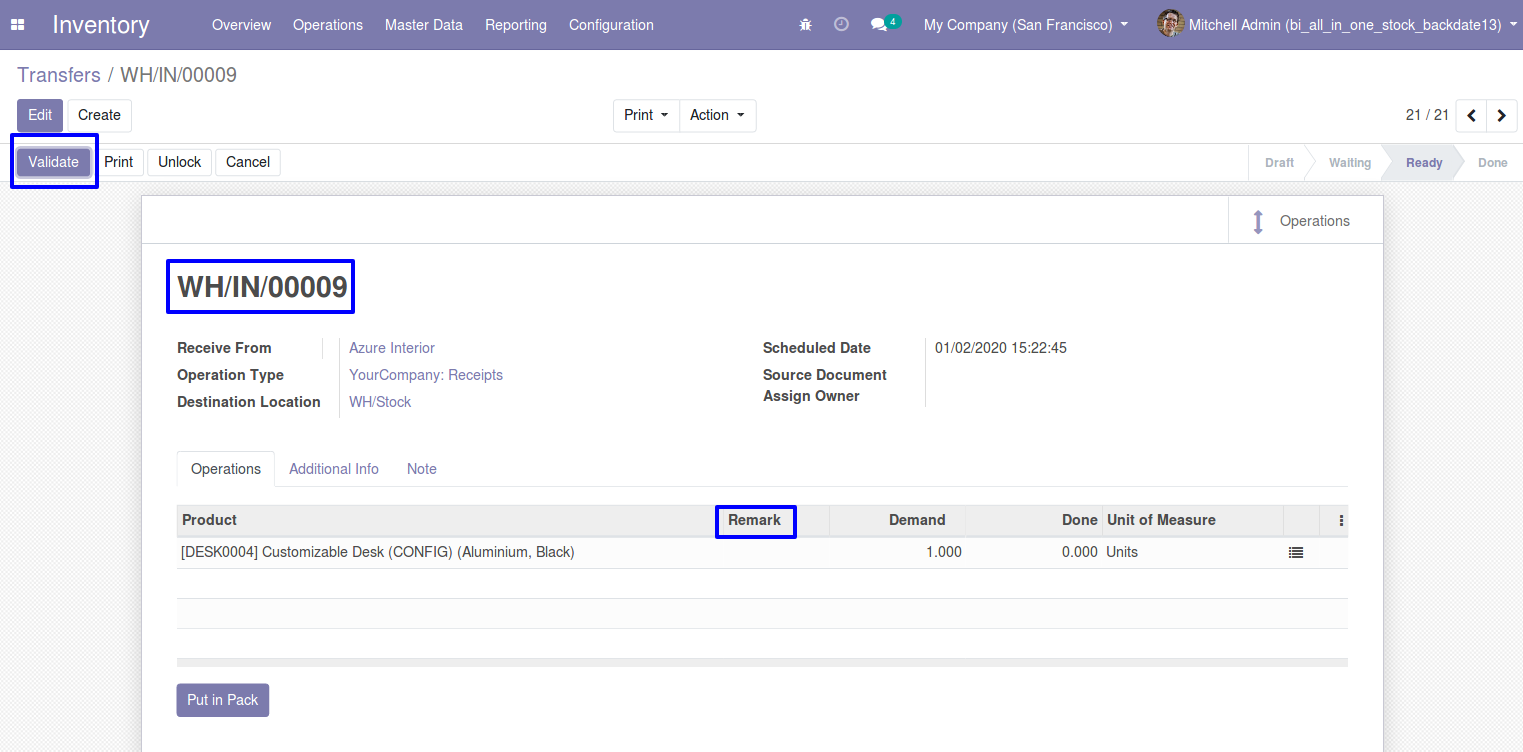 Inventory Overview Operations Master Data Reporting Configuration 4 My Company (San Francisco) Mitchell Admin (bi_all_in_one_stock_backdate13)
Transfers / WH/IN/00009
Edit Create Print Action 21 / 21
Validate Print Unlock Cancel Draft Waiting Ready Done
Operations
WH/IN/00009
Receive From Azure Interior Scheduled Date 01/02/2020 15:22:45
Operation Type YourCompany: Receipts Source Document
Destination Location WH/Stock Assign Owner
Operations Additional Info Note
Product Remark Demand Done Unit of Measure
[DESK0004] Customizable Desk (CONFIG) (Aluminium, Black) 1.000 0.000 Units
Put in Pack